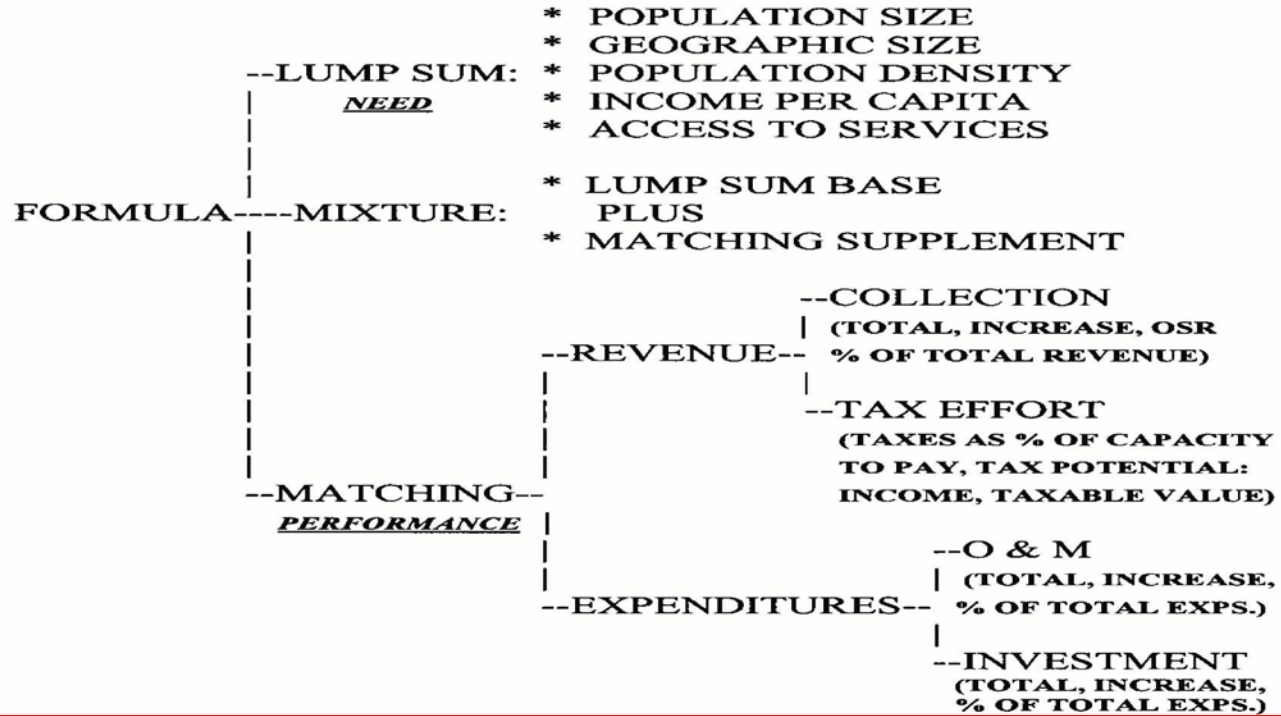 * POPULATION SIZE
* GEOGRAPHIC SIZE
--LUMP SUM: * POPULATION DENSITY
NEED * INCOME PER CAPITA
* ACCESS TO SERVICES
* LUMP SUM BASE
FORMULA----MIXTURE: PLUS
* MATCHING SUPPLEMENT
--COLLECTION
(TOTAL, INCREASE, OSR
--REVENUE-- % OF TOTAL REVENUE)
--TAX EFFORT
(TAXES AS % OF CAPACITY
TO PAY, TAX POTENTIAL:
--MATCHING-- INCOME, TAXABLE VALUE)
PERFORMANCE
--O & M
(TOTAL, INCREASE,
--EXPENDITURES-- % OF TOTAL EXPS.)
--INVESTMENT
(TOTAL, INCREASE,
% OF TOTAL EXPS.)